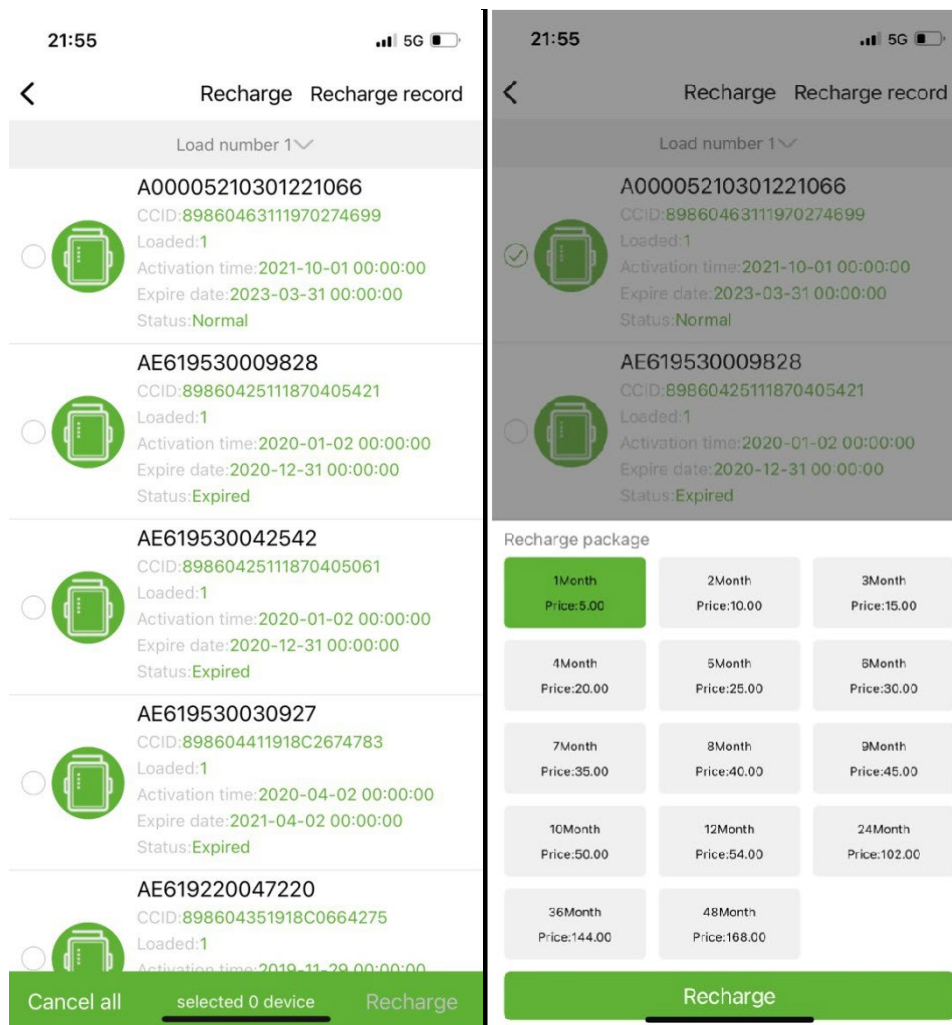 21:55
5G
Recharge
Recharge record
Load number 1
A00005210301221066
CCID:89860463111970274699
Loaded:1
Activation time:2021-10-01 00:00:00
Expire date:2023-03-31 00:00:00
Status:Normal
AE619530009828
CCID:89860425111870405421
Loaded:1
Activation time:2020-01-02 00:00:00
Expire date:2020-12-31 00:00:00
Status:Expired
AE619530042542
CCID:89860425111870405061
Loaded:1
Activation time:2020-01-02 00:00:00
Expire date:2020-12-31 00:00:00
Status:Expired
AE619530030927
CCID:898604411918C2674783
Loaded:1
Activation time:2020-04-02 00:00:00
Expire date:2021-04-02 00:00:00
Status:Expired
AE619220047220
CCID:898604351918C0664275
Loaded:1
Activation time:2019-11-29 00:00:00
Cancel all
selected 0 device
Recharge
21:55
5G
Recharge
Recharge record
Load number 1
A00005210301221066
CCID:89860463111970274699
Loaded:1
Activation time:2021-10-01 00:00:00
Expire date:2023-03-31 00:00:00
Status:Normal
AE619530009828
CCID:89860425111870405421
Loaded:1
Activation time:2020-01-02 00:00:00
Expire date:2020-12-31 00:00:00
Status:Expired
Recharge package
1Month
Price:5.00
2Month
Price:10.00
3Month
Price:15.00
4Month
Price:20.00
5Month
Price:25.00
6Month
Price:30.00
7Month
Price:35.00
8Month
Price:40.00
9Month
Price:45.00
10Month
Price:50.00
12Month
Price:54.00
24Month
Price:102.00
36Month
Price:144.00
48Month
Price:168.00
Recharge